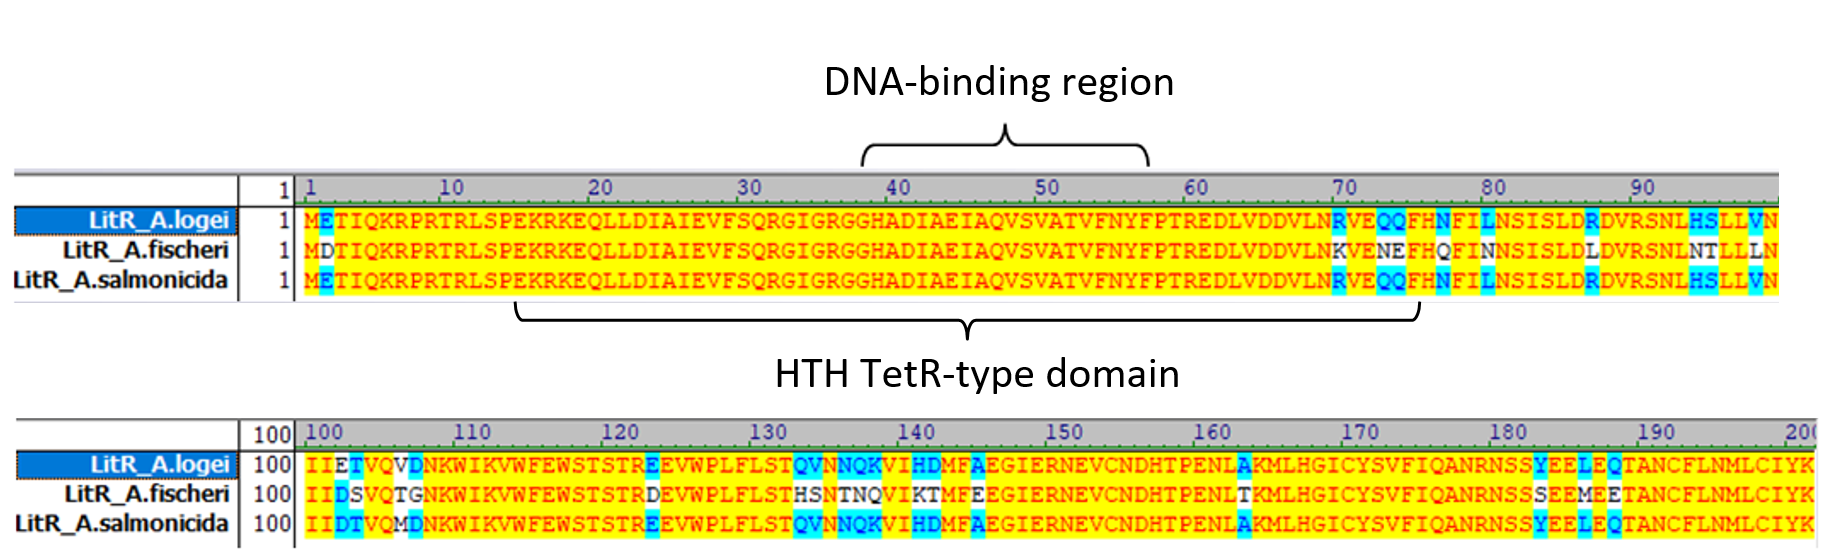 DNA-binding region
1 1 10 20 30 40 50 60 70 80 90
LitR_A.logei 1 METIQKRPRTRLSPEKRKEQLLDIAIEVFSQRGIGRGGHADIAEIAQVSVATVFNYFPTREDLVDDVLNRVEQQFHNFILNSISLDRDVRSNLHSLLVN
LitR_A.fischeri 1 MDTIQKRPRTRLSPEKRKEQLLDIAIEVFSQRGIGRGGHADIAEIAQVSVATVFNYFPTREDLVDDVLNKVENEFHQFINNSISLDLDVRSNLNTLLLN
LitR_A.salmonicida 1 METIQKRPRTRLSPEKRKEQLLDIAIEVFSQRGIGRGGHADIAEIAQVSVATVFNYFPTREDLVDDVLNRVEQQFHNFILNSISLDRDVRSNLHSLLVN
HTH TetR-type domain
100 100 110 120 130 140 150 160 170 180 190 200
LitR_A.logei 100 IIETVQVDNKWIKVWFEWSTSTREEVWPLFLSTQVNNQKVIHDMFAEGIERNEVCNDHTPENLAKMLHGICYSVFIQANRNSSYEELEQTANCFLNMLCIYK
LitR_A.fischeri 100 IIDSVQTGNKWIKVWFEWSTSTRDEVWPLFLSTHSNTNQVIKTMFEEGIERNEVCNDHTPENLTKMLHGICYSVFIQANRNSSSEEMEETANCFLNMLCIYK
LitR_A.salmonicida 100 IIDTVQMDNKWIKVWFEWSTSTREEVWPLFLSTQVNNQKVIHDMFAEGIERNEVCNDHTPENLAKMLHGICYSVFIQANRNSSYEELEQTANCFLNMLCIYK